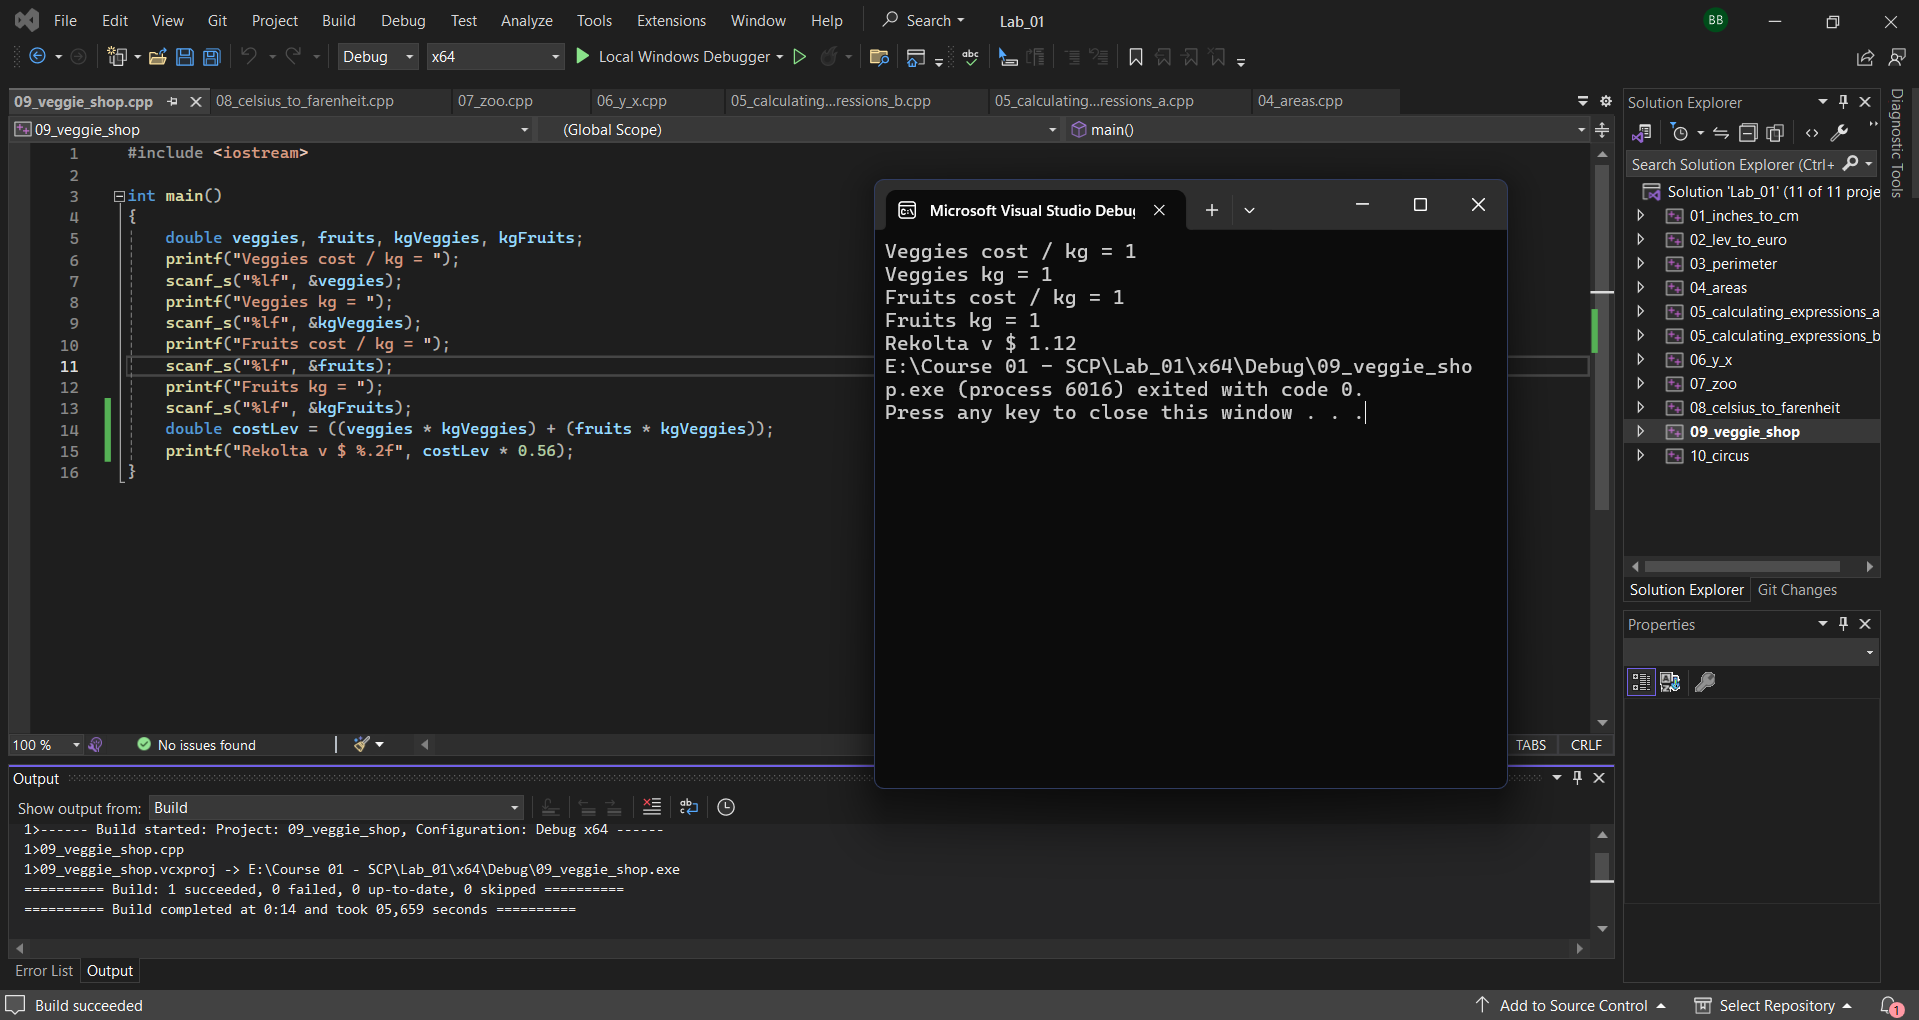 File Edit View Git Project Build Debug Test Analyze Tools Extensions Window Help Search Lab_01 BB
Debug x64 Local Windows Debugger
09_veggie_shop.cpp 08_celsius_to_farenheit.cpp 07_zoo.cpp 06_y_x.cpp 05_calculating...ressions_b.cpp 05_calculating...ressions_a.cpp 04_areas.cpp
09_veggie_shop (Global Scope) main()
1 #include <iostream>
2
3 int main()
4 {
5 double veggies, fruits, kgVeggies, kgFruits;
6 printf("Veggies cost / kg = ");
7 scanf_s("%lf", &veggies);
8 printf("Veggies kg = ");
9 scanf_s("%lf", &kgVeggies);
10 printf("Fruits cost / kg = ");
11 scanf_s("%lf", &fruits);
12 printf("Fruits kg = ");
13 scanf_s("%lf", &kgFruits);
14 double costLev = ((veggies * kgVeggies) + (fruits * kgVeggies));
15 printf("Rekolta v $ %.2f", costLev * 0.56);
16 }
Microsoft Visual Studio Debug
Veggies cost / kg = 1
Veggies kg = 1
Fruits cost / kg = 1
Fruits kg = 1
Rekolta v $ 1.12
E:\Course 01 - SCP\Lab_01\x64\Debug\09_veggie_sho
p.exe (process 6016) exited with code 0.
Press any key to close this window . . .
100 % No issues found TABS CRLF
Output
Show output from: Build
1>------ Build started: Project: 09_veggie_shop, Configuration: Debug x64 ------
1>09_veggie_shop.cpp
1>09_veggie_shop.vcxproj -> E:\Course 01 - SCP\Lab_01\x64\Debug\09_veggie_shop.exe
========== Build: 1 succeeded, 0 failed, 0 up-to-date, 0 skipped ==========
========== Build completed at 0:14 and took 05,659 seconds ==========
Error List Output
Solution Explorer
Search Solution Explorer (Ctrl+
Solution 'Lab_01' (11 of 11 proje
01_inches_to_cm
02_lev_to_euro
03_perimeter
04_areas
05_calculating_expressions_a
05_calculating_expressions_b
06_y_x
07_zoo
08_celsius_to_farenheit
09_veggie_shop
10_circus
Solution Explorer Git Changes
Properties
Diagnostic Tools
Build succeeded Add to Source Control Select Repository 1